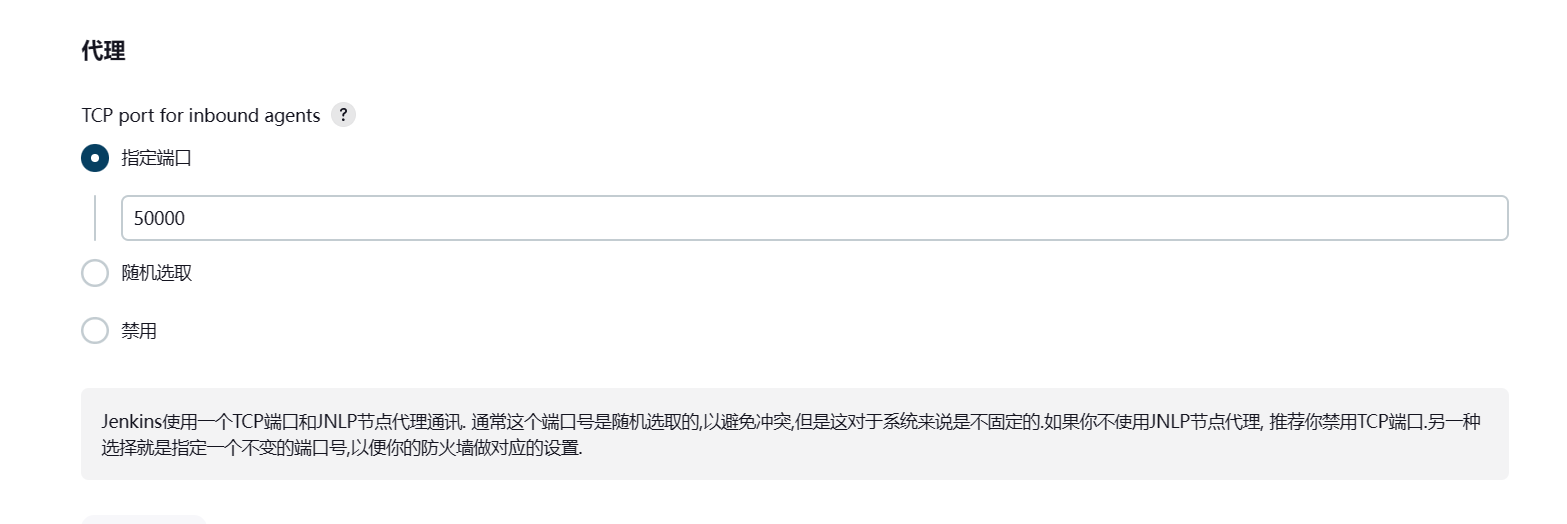 代理
TCP port for inbound agents ?
指定端口
50000
随机选取
禁用
Jenkins使用一个TCP端口和JNLP节点代理通讯. 通常这个端口号是随机选取的,以避免冲突,但是这对于系统来说是不固定的.如果你不使用JNLP节点代理, 推荐你禁用TCP端口.另一种
选择就是指定一个不变的端口号,以便你的防火墙做对应的设置.